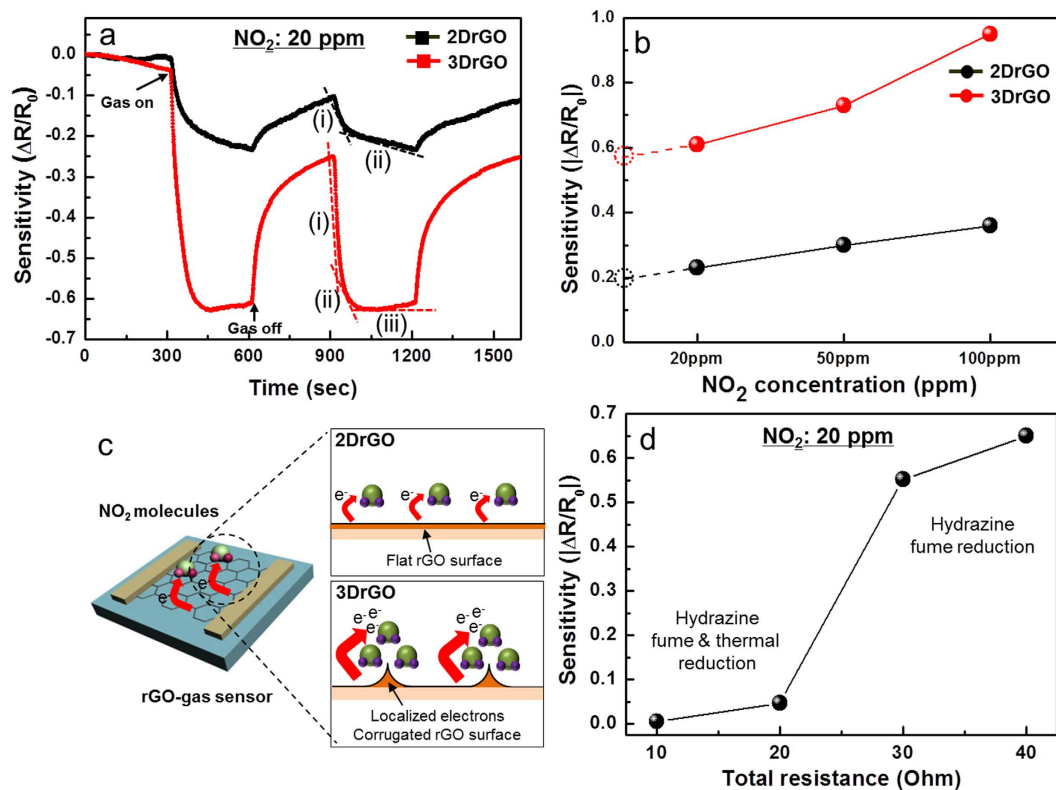 a
NO2: 20 ppm
2DrGO
3DrGO
Gas on
Gas off
(i)
(ii)
(i)
(ii)
(iii)
0.0
-0.1
-0.2
-0.3
-0.4
-0.5
-0.6
-0.7
0
300
600
900
1200
1500
Sensitivity (ΔR/R0)
Time (sec)
b
2DrGO
3DrGO
1.0
0.8
0.6
0.4
0.2
0.0
20ppm
50ppm
100ppm
Sensitivity (|ΔR/R0|)
NO2 concentration (ppm)
c
NO2 molecules
e-
e-
rGO-gas sensor
2DrGO
e-
e-
e-
Flat rGO surface
3DrGO
e-
e-
e-
e-
e-
e-
Localized electrons
Corrugated rGO surface
d
NO2: 20 ppm
Hydrazine
fume reduction
Hydrazine
fume & thermal
reduction
0.7
0.6
0.5
0.4
0.3
0.2
0.1
0.0
10
20
30
40
Sensitivity (|ΔR/R0|)
Total resistance (Ohm)